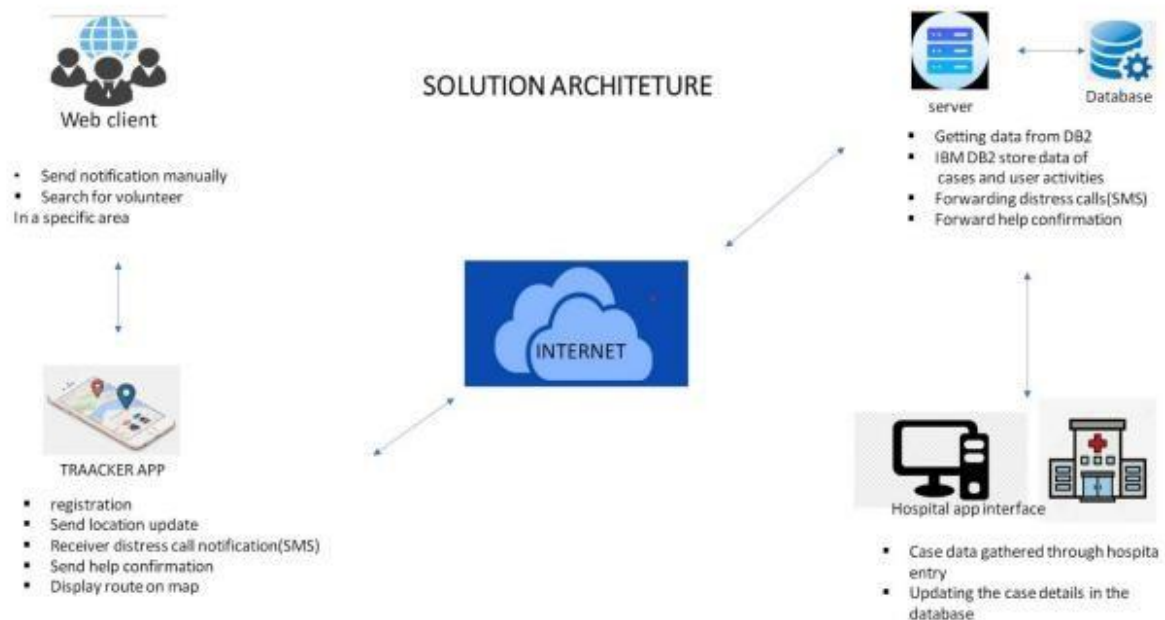 SOLUTION ARCHITETURE
Web client
• Send notification manually
▪ Search for volunteer
In a specific area
TRAACKER APP
▪ registration
▪ Send location update
▪ Receiver distress call notification(SMS)
▪ Send help confirmation
▪ Display route on map
INTERNET
server
Database
▪ Getting data from DB2
▪ IBM DB2 store data of
cases and user activities
▪ Forwarding distress calls(SMS)
▪ Forward help confirmation
Hospital app interface
▪ Case data gathered through hospita
entry
▪ Updating the case details in the
database